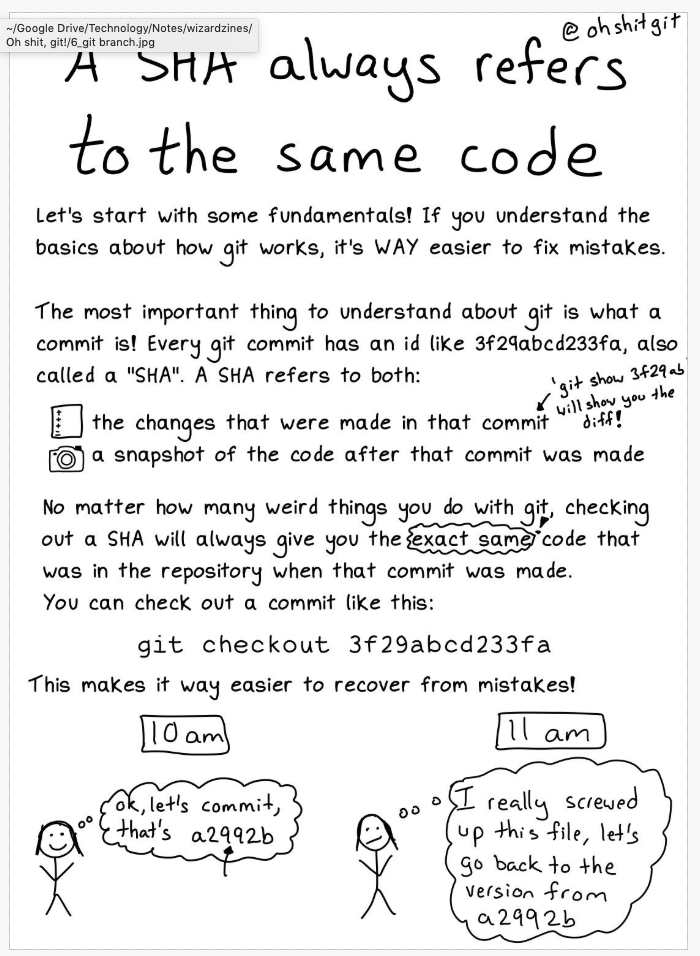 ~/Google Drive/Technology/Notes/wizardzines/
Oh shit, git!/6_git branch.jpg
@ohshitgit
A SHA always refers
to the same code
Let's start with some fundamentals! If you understand the
basics about how git works, it's WAY easier to fix mistakes.
The most important thing to understand about git is what a
commit is! Every git commit has an id like 3f29abcd233fa, also
called a "SHA". A SHA refers to both:
'git show 3f29ab'
will show you the
diff!
the changes that were made in that commit
a snapshot of the code after that commit was made
No matter how many weird things you do with git, checking
out a SHA will always give you the exact same code that
was in the repository when that commit was made.
You can check out a commit like this:
git checkout 3f29abcd233fa
This makes it way easier to recover from mistakes!
10 am
ok, let's commit,
that's a2992b
11 am
I really screwed
up this file, let's
go back to the
version from
a2992b